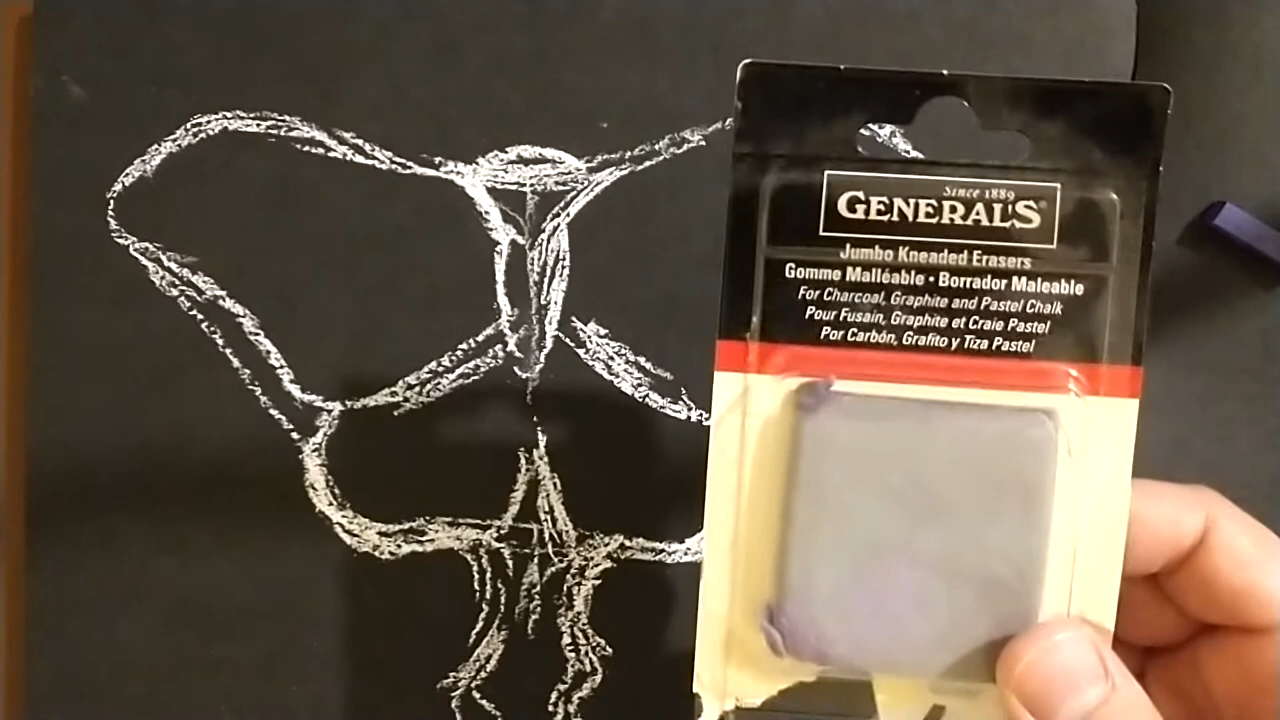 Since 1889
GENERAL'S®
Jumbo Kneaded Erasers
Gomme Malléable • Borrador Maleable
For Charcoal, Graphite and Pastel Chalk
Pour Fusain, Graphite et Craie Pastel
Por Carbón, Grafito y Tiza Pastel